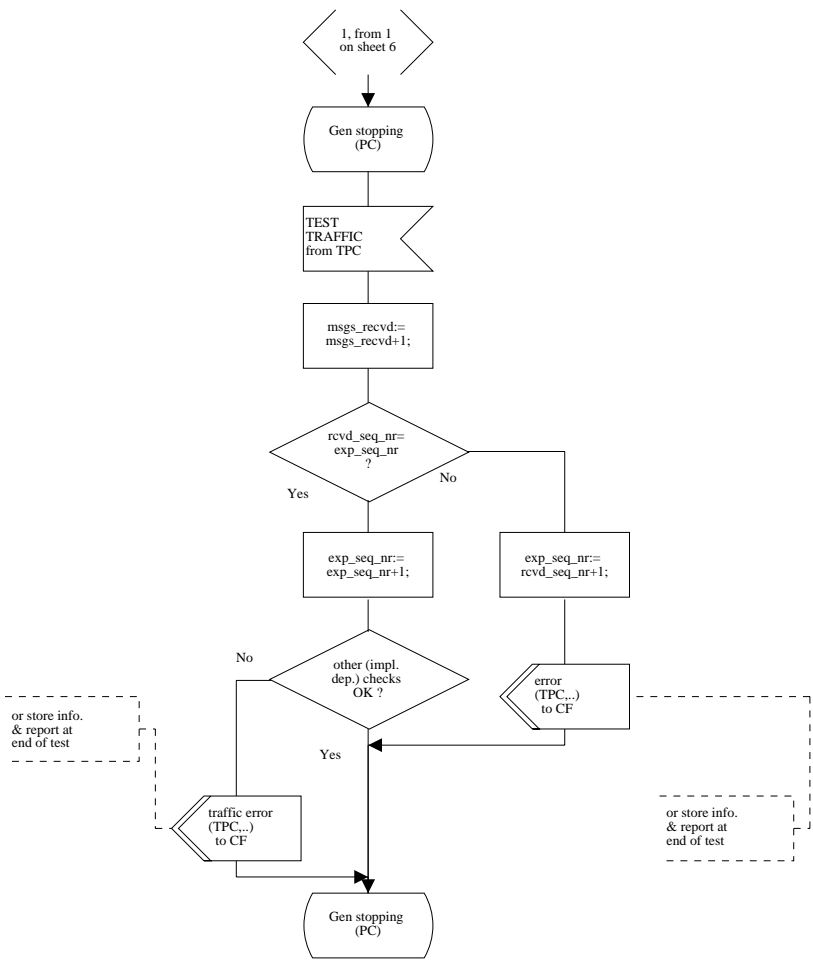 1, from 1
on sheet 6
Gen stopping
(PC)
TEST
TRAFFIC
from TPC
msgs_recvd:=
msgs_recvd+1;
rcvd_seq_nr=
exp_seq_nr
?
Yes
No
exp_seq_nr:=
exp_seq_nr+1;
exp_seq_nr:=
rcvd_seq_nr+1;
No
other (impl.
dep.) checks
OK ?
error
(TPC,..)
to CF
or store info.
& report at
end of test
Yes
traffic error
(TPC,..)
to CF
or store info.
& report at
end of test
Gen stopping
(PC)